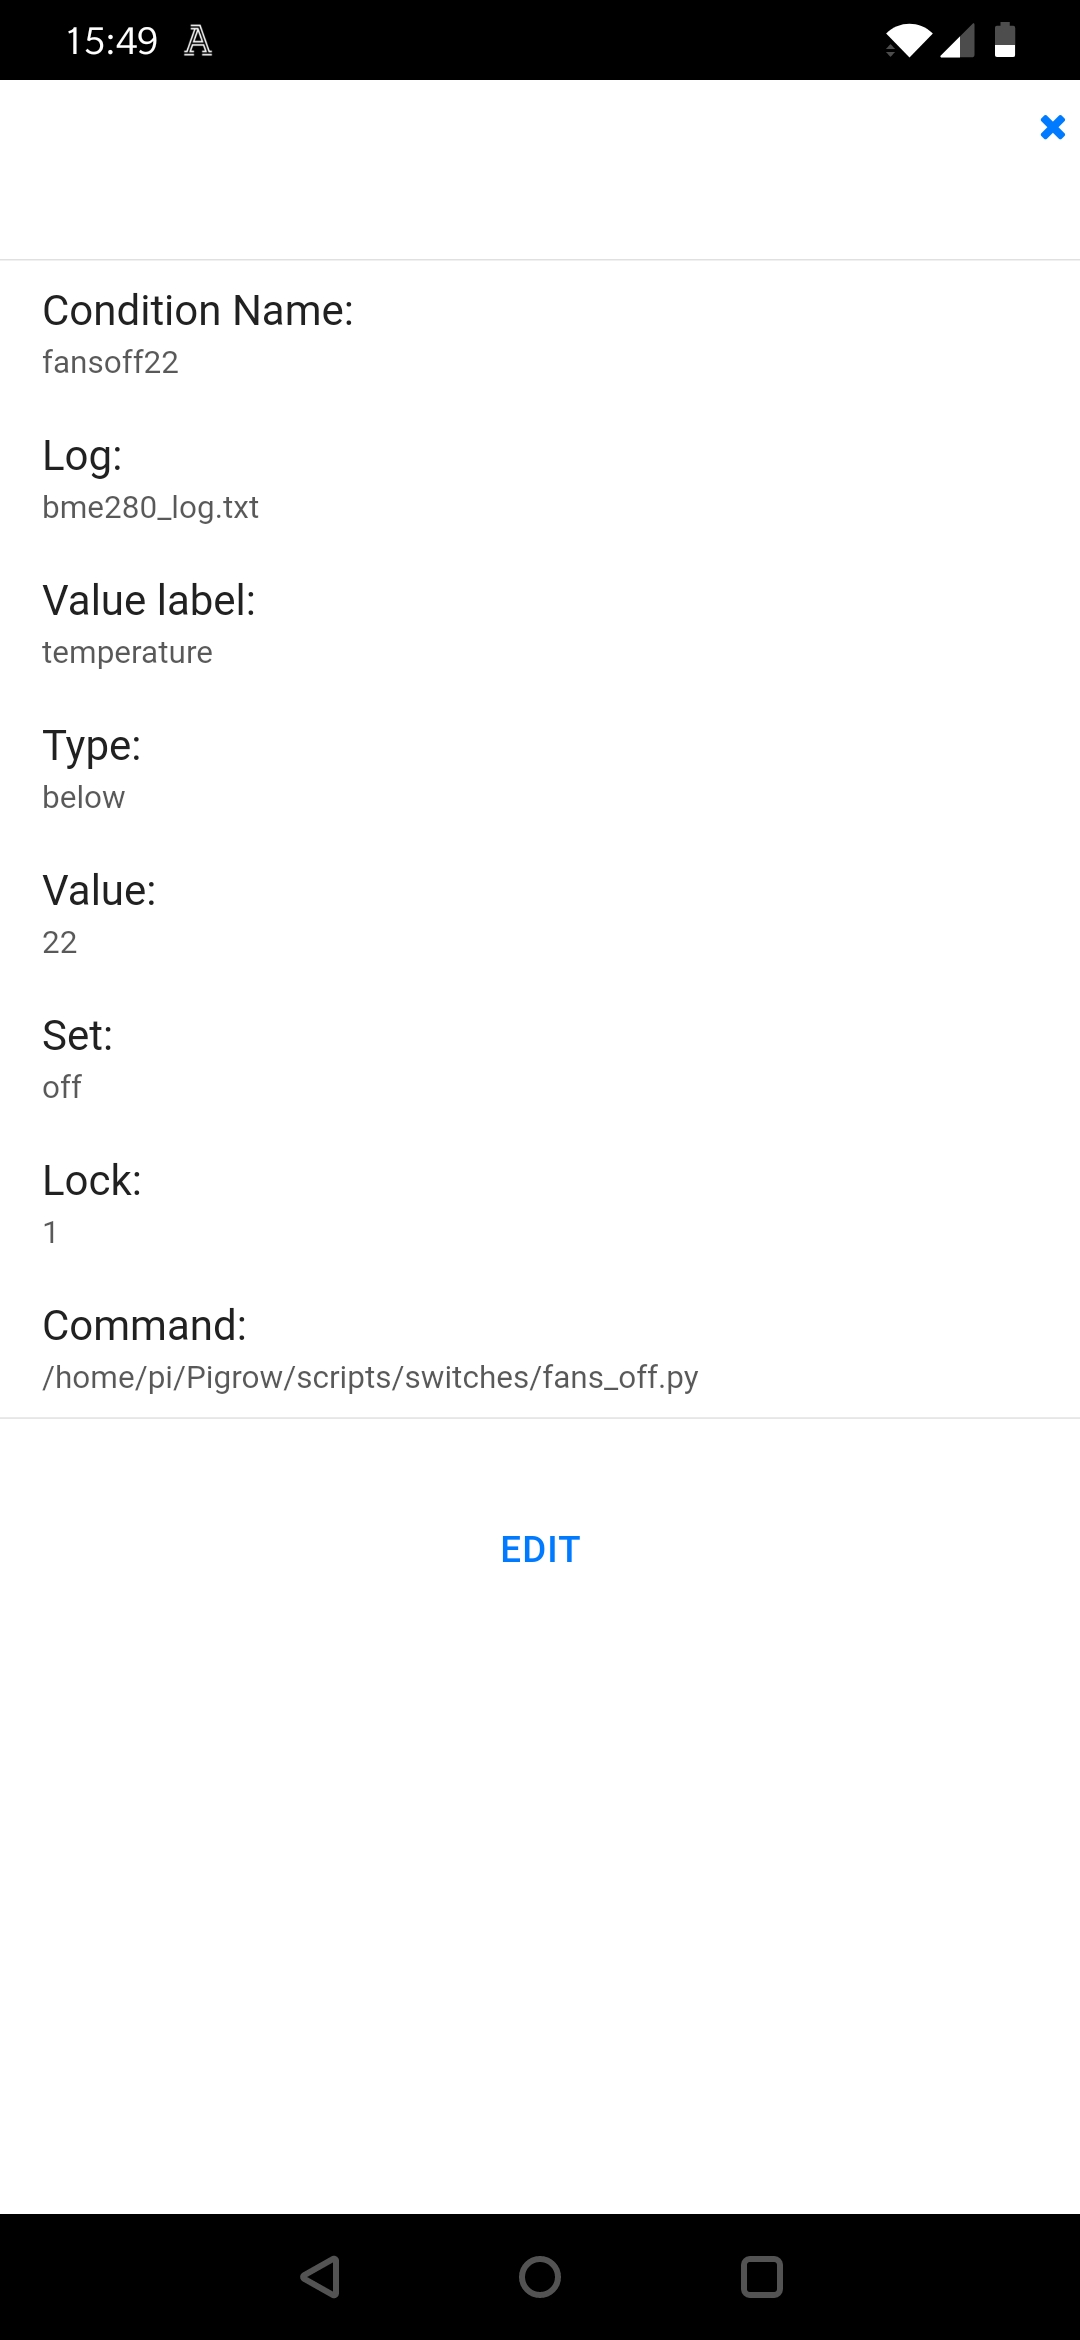 15:49 A
Condition Name:
fansoff22
Log:
bme280_log.txt
Value label:
temperature
Type:
below
Value:
22
Set:
off
Lock:
1
Command:
/home/pi/Pigrow/scripts/switches/fans_off.py
EDIT